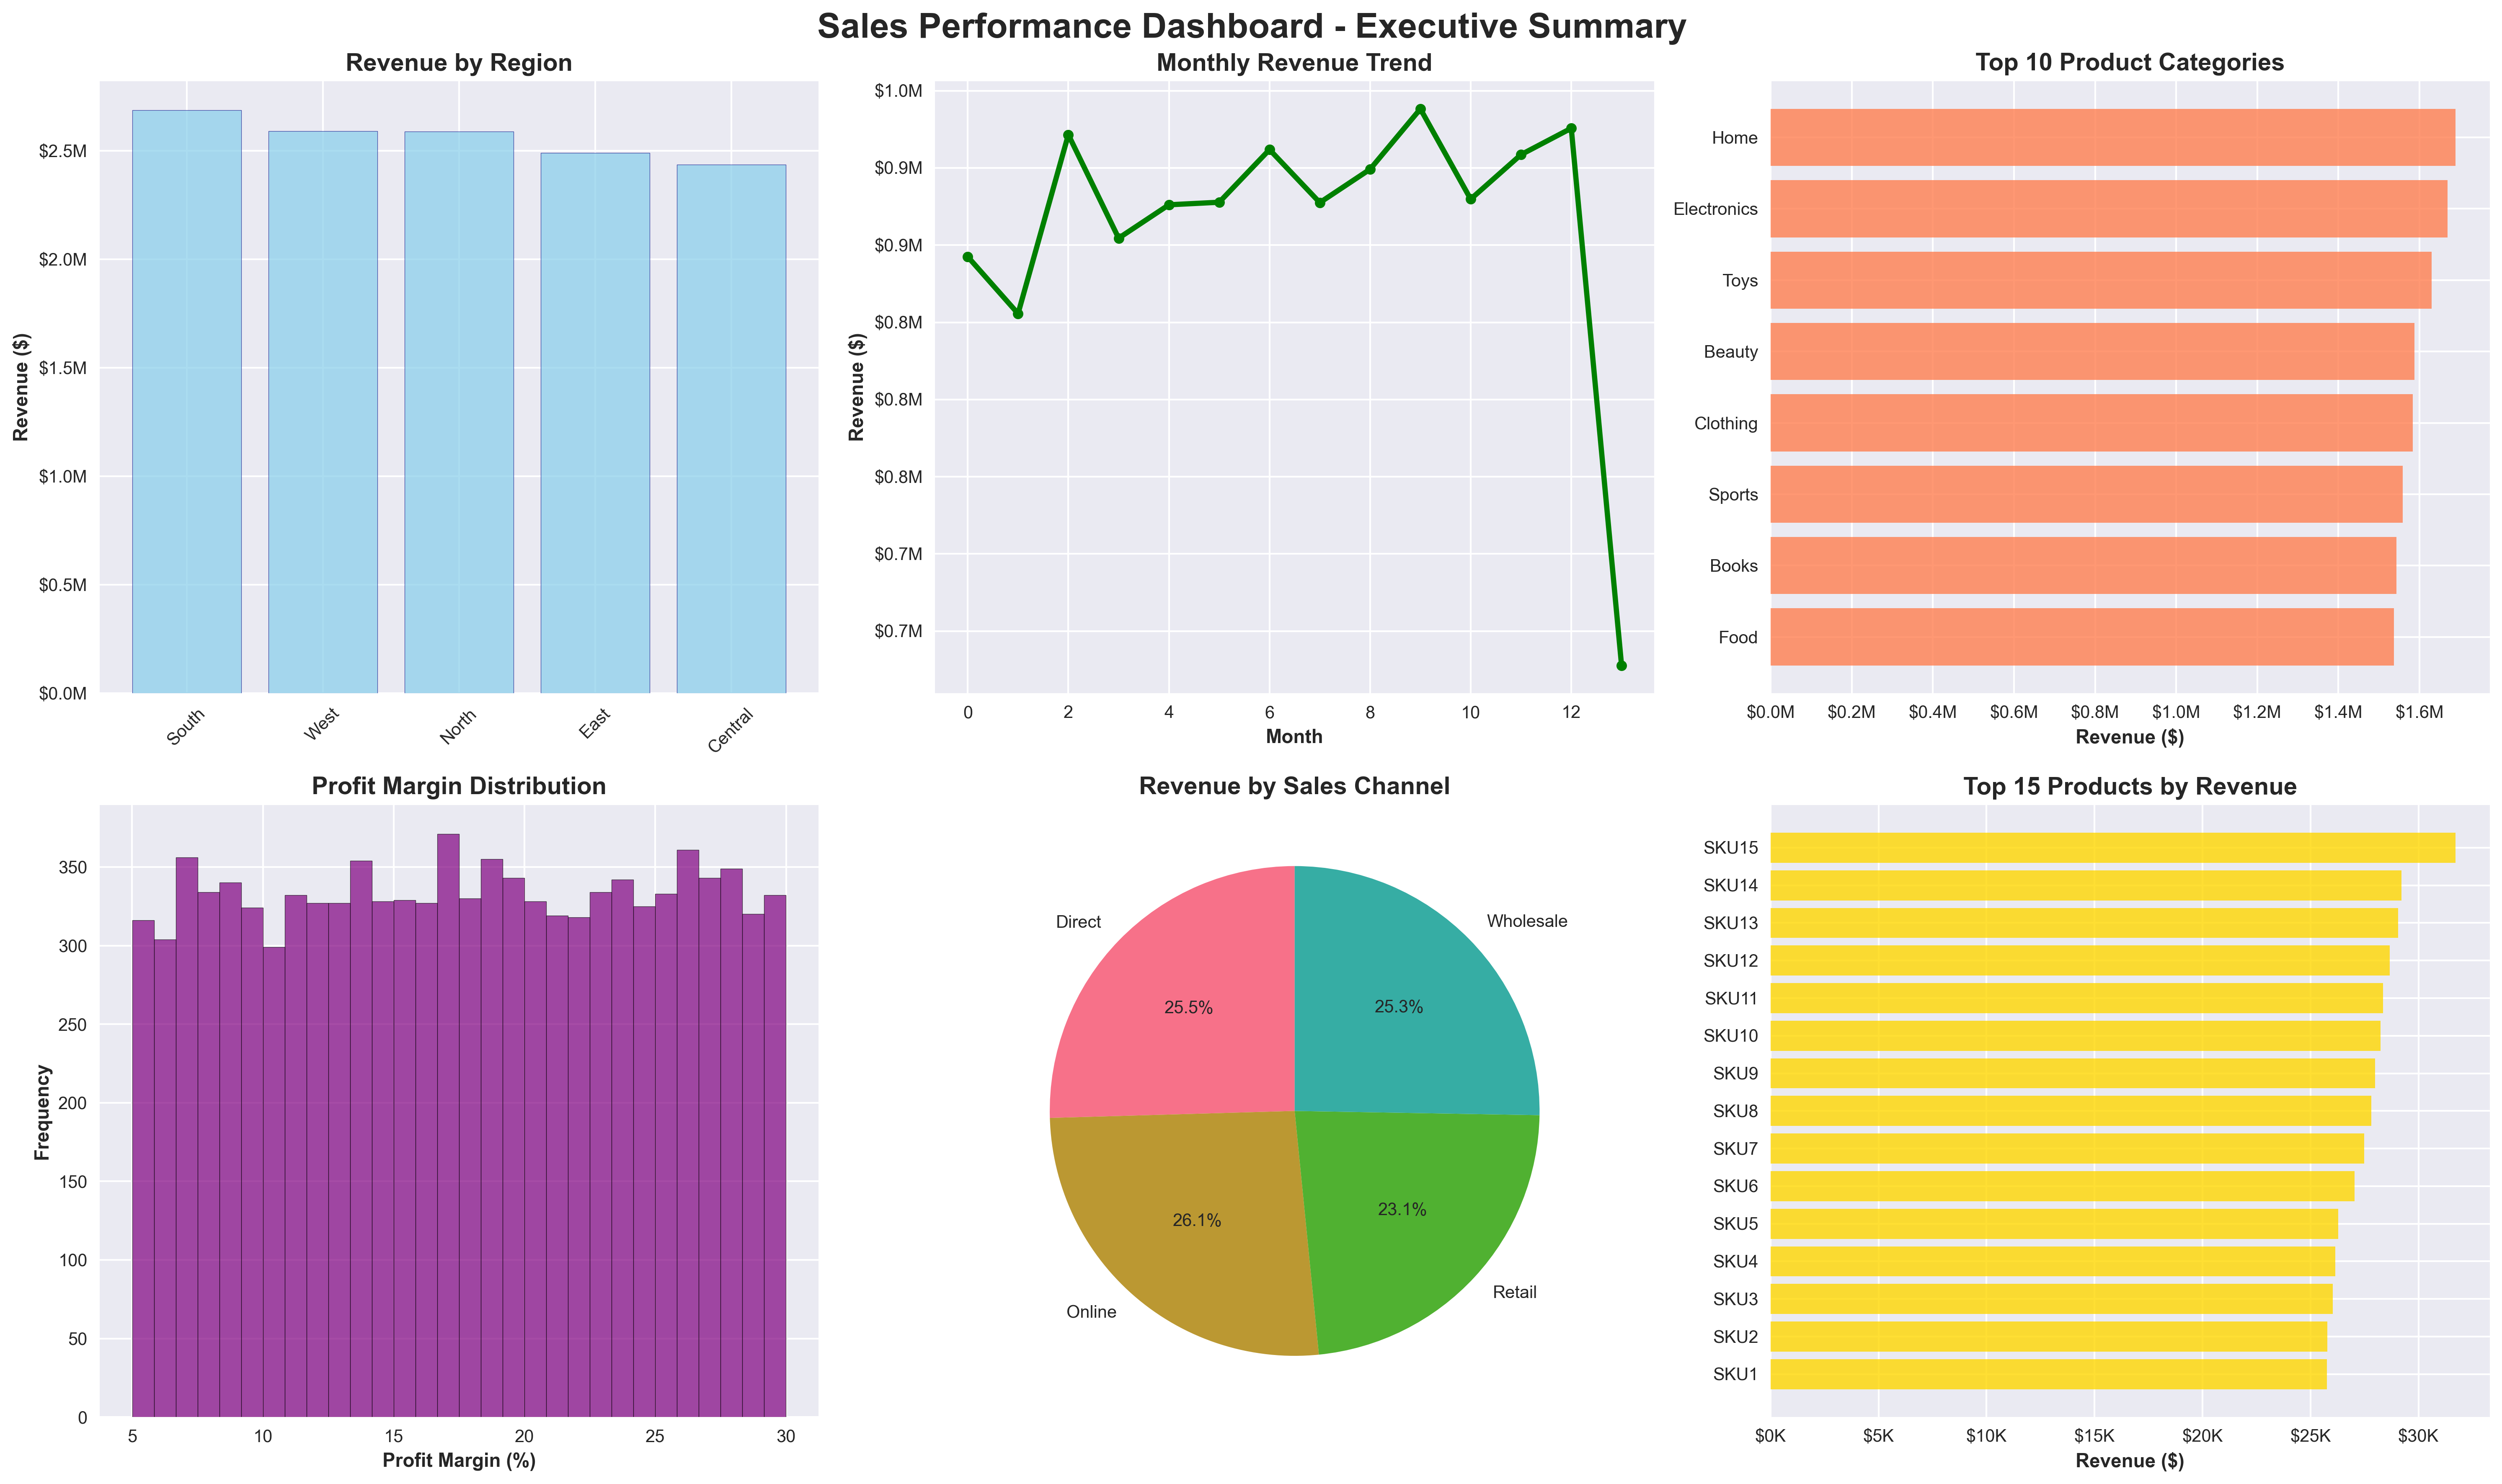 Sales Performance Dashboard - Executive Summary
Revenue by Region
Revenue ($)
$2.5M
$2.0M
$1.5M
$1.0M
$0.5M
$0.0M
South
West
North
East
Central
Monthly Revenue Trend
Revenue ($)
$1.0M
$0.9M
$0.9M
$0.8M
$0.8M
$0.8M
$0.7M
$0.7M
0 2 4 6 8 10 12
Month
Top 10 Product Categories
Home
Electronics
Toys
Beauty
Clothing
Sports
Books
Food
$0.0M $0.2M $0.4M $0.6M $0.8M $1.0M $1.2M $1.4M $1.6M
Revenue ($)
Profit Margin Distribution
Frequency
350
300
250
200
150
100
50
0
5 10 15 20 25 30
Profit Margin (%)
Revenue by Sales Channel
Direct
Wholesale
25.5%
25.3%
26.1%
23.1%
Online
Retail
Top 15 Products by Revenue
SKU15
SKU14
SKU13
SKU12
SKU11
SKU10
SKU9
SKU8
SKU7
SKU6
SKU5
SKU4
SKU3
SKU2
SKU1
$0K $5K $10K $15K $20K $25K $30K
Revenue ($)